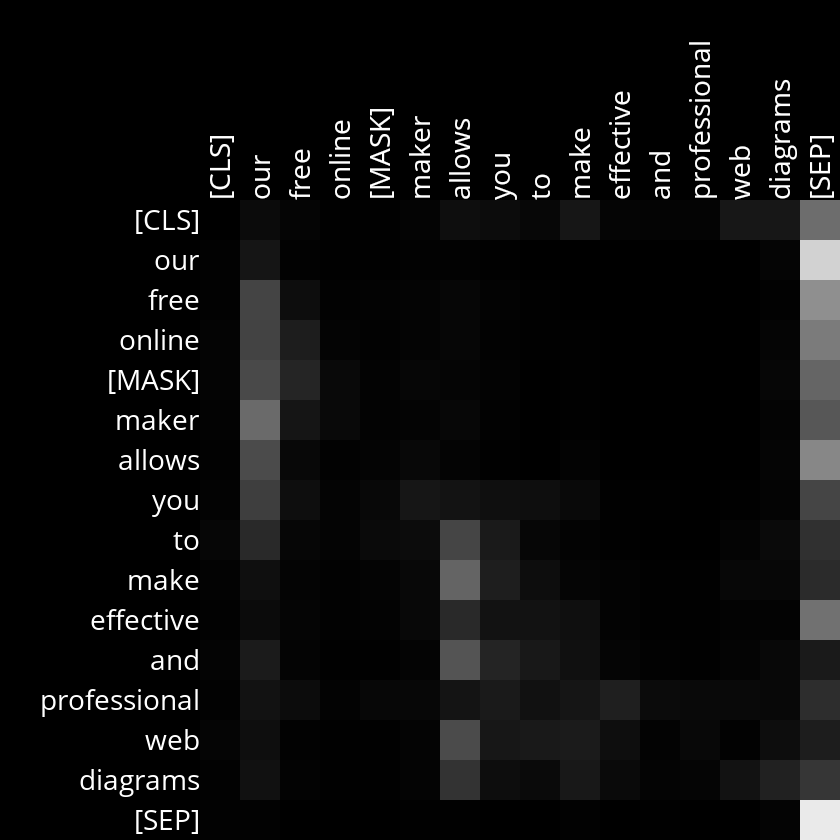 [CLS]
our
free
online
[MASK]
maker
allows
you
to
make
effective
and
professional
web
diagrams
[SEP]
[CLS]
our
free
online
[MASK]
maker
allows
you
to
make
effective
and
professional
web
diagrams
[SEP]